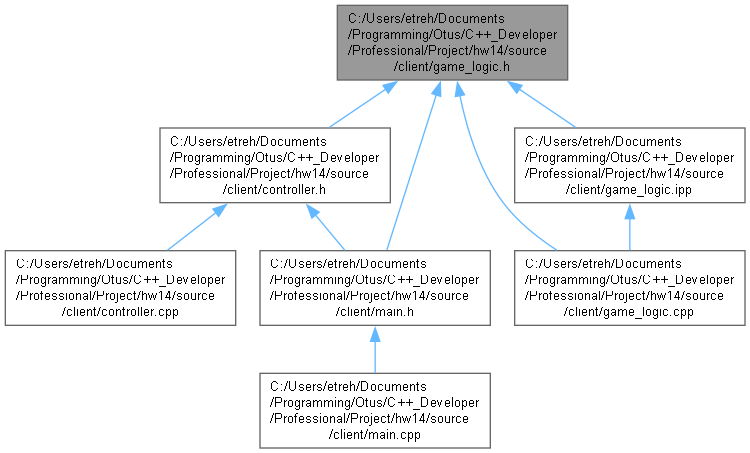 C:/Users/etreh/Documents
/Programming/Otus/C++_Developer
/Professional/Project/hw14/source
/client/game_logic.h
C:/Users/etreh/Documents
/Programming/Otus/C++_Developer
/Professional/Project/hw14/source
/client/controller.h
C:/Users/etreh/Documents
/Programming/Otus/C++_Developer
/Professional/Project/hw14/source
/client/game_logic.ipp
C:/Users/etreh/Documents
/Programming/Otus/C++_Developer
/Professional/Project/hw14/source
/client/controller.cpp
C:/Users/etreh/Documents
/Programming/Otus/C++_Developer
/Professional/Project/hw14/source
/client/main.h
C:/Users/etreh/Documents
/Programming/Otus/C++_Developer
/Professional/Project/hw14/source
/client/game_logic.cpp
C:/Users/etreh/Documents
/Programming/Otus/C++_Developer
/Professional/Project/hw14/source
/client/main.cpp